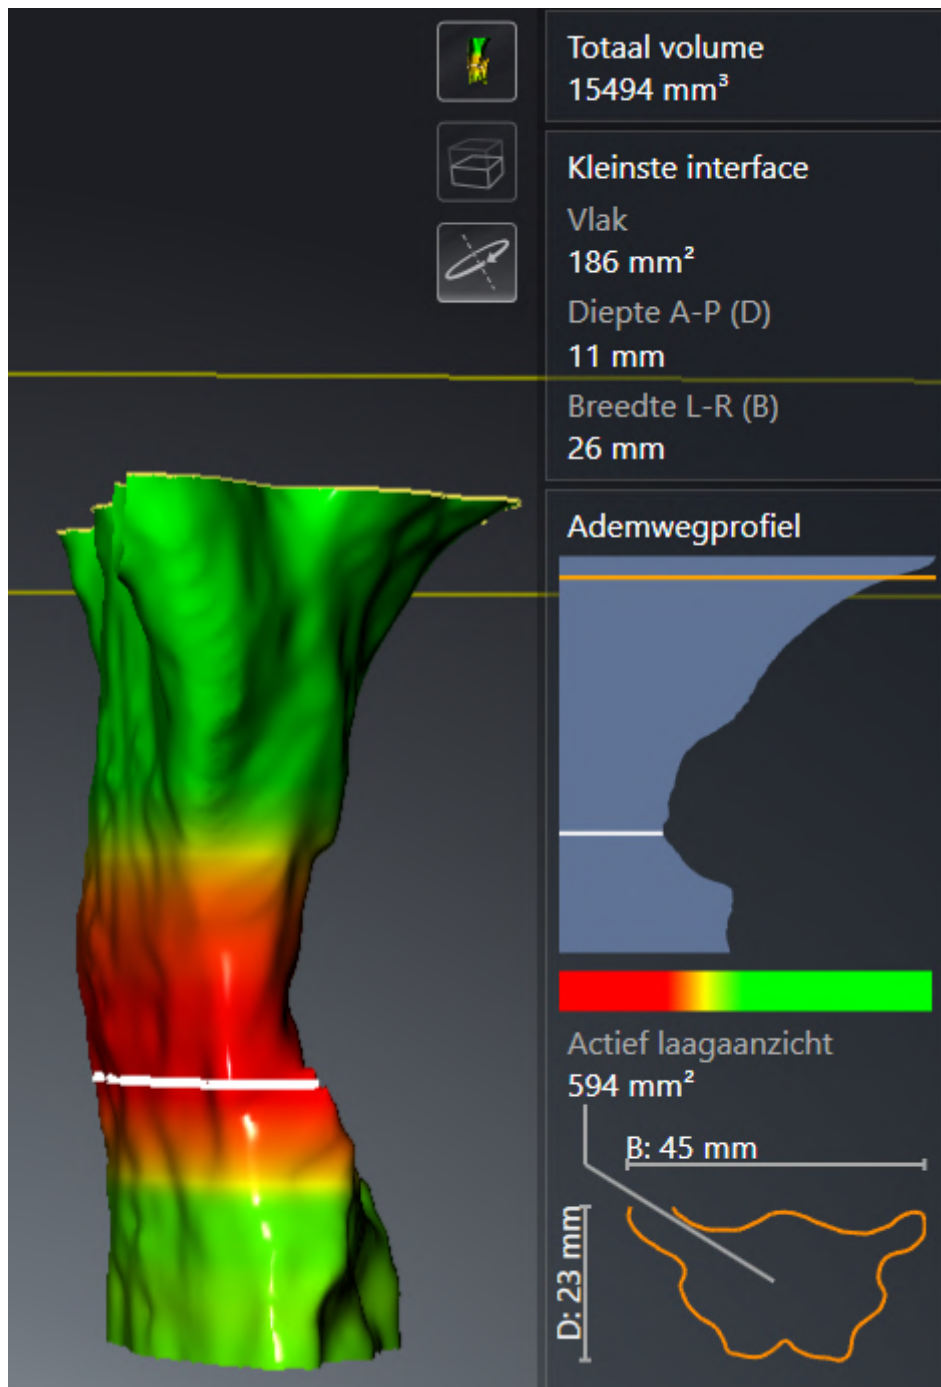 Totaal volume
15494 mm³
Kleinste interface
Vlak
186 mm²
Diepte A-P (D)
11 mm
Breedte L-R (B)
26 mm
Ademwegprofiel
Actief laagaanzicht
594 mm²
B: 45 mm
D: 23 mm